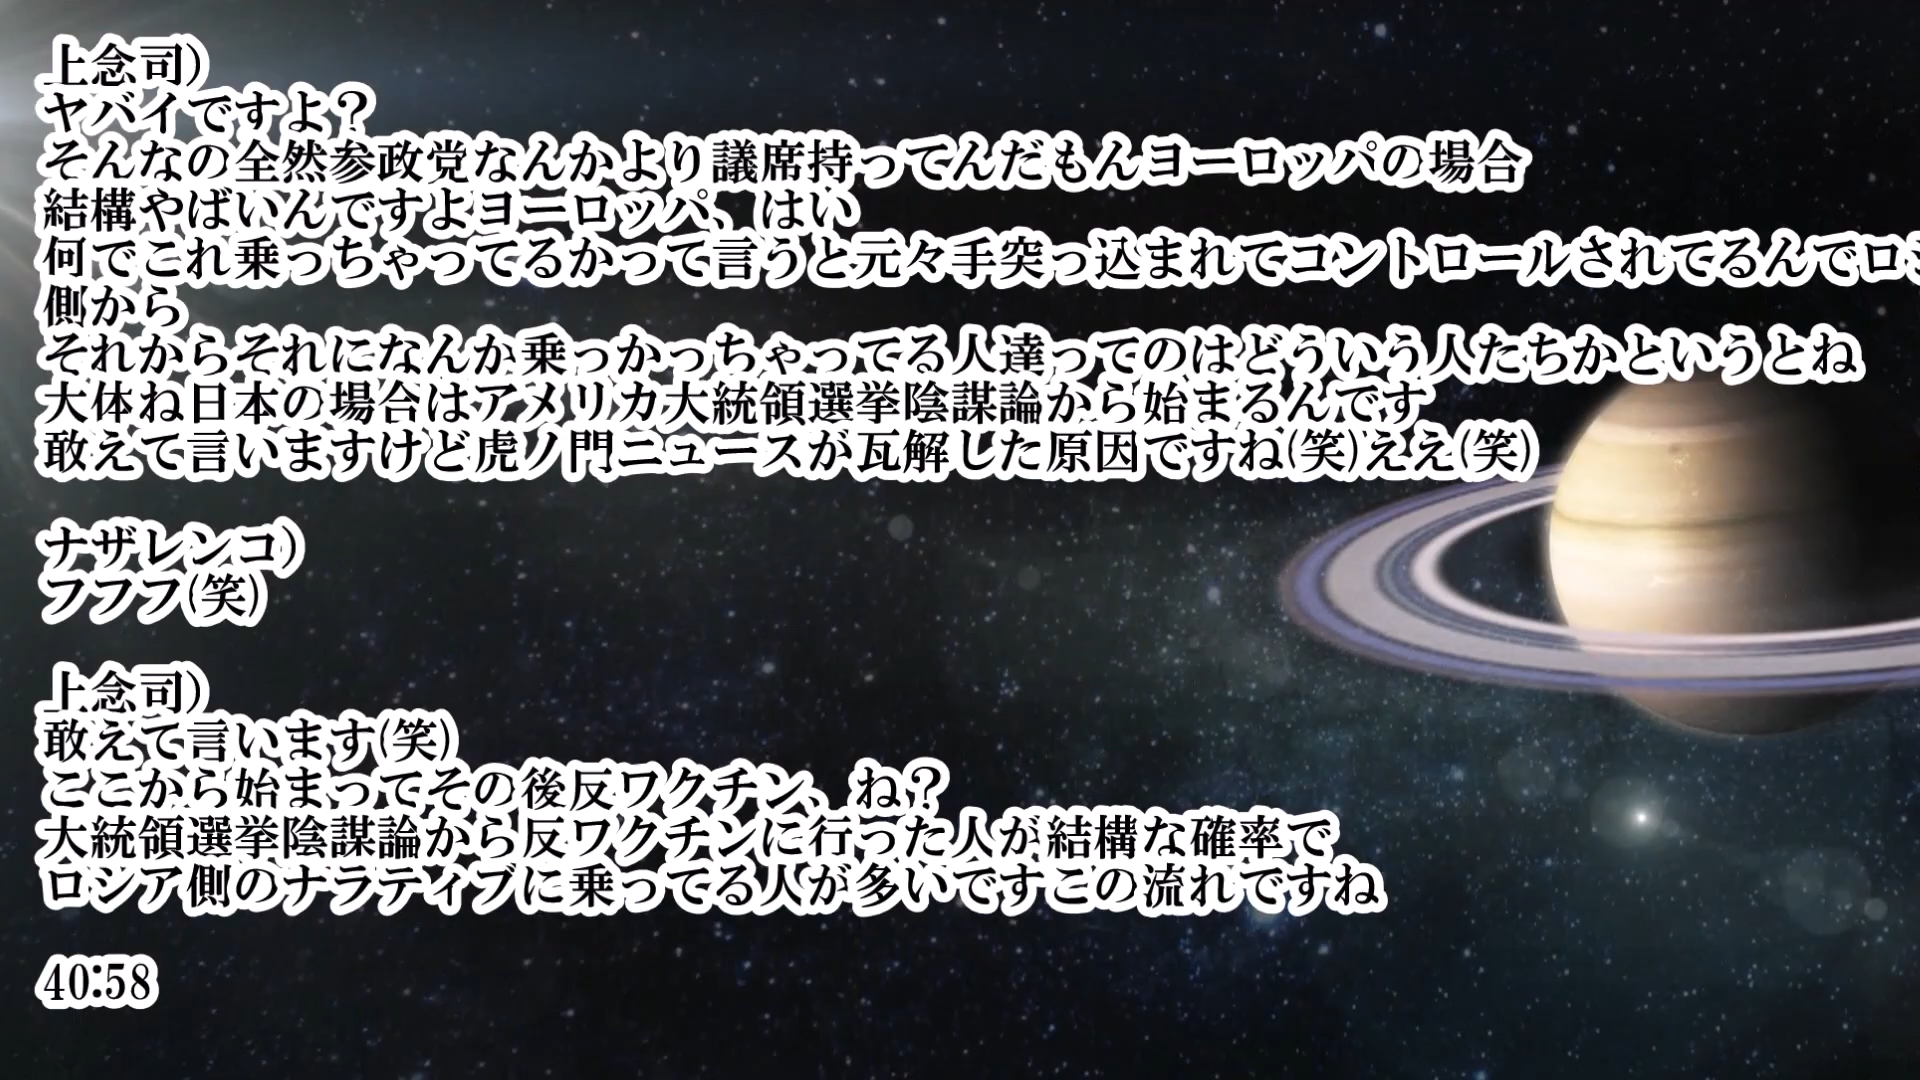 上念司)
ヤバイですよ？
そんなの全然参政党なんかより議席持ってんだもんヨーロッパの場合
結構やばいんですよヨーロッパ、はい
何でこれ乗っちゃってるかって言うと元々手突っ込まれてコントロールされてるんでロシ
側から
それからそれになんか乗っかっちゃってる人達ってのはどういう人たちかというとね
大体ね日本の場合はアメリカ大統領選挙陰謀論から始まるんです
敢えて言いますけど虎ノ門ニュースが瓦解した原因ですね(笑)ええ(笑)
ナザレンコ)
フフフ(笑)
上念司)
敢えて言います(笑)
ここから始まってその後反ワクチン、ね？
大統領選挙陰謀論から反ワクチンに行った人が結構な確率で
ロシア側のナラティブに乗ってる人が多いですこの流れですね
40:58